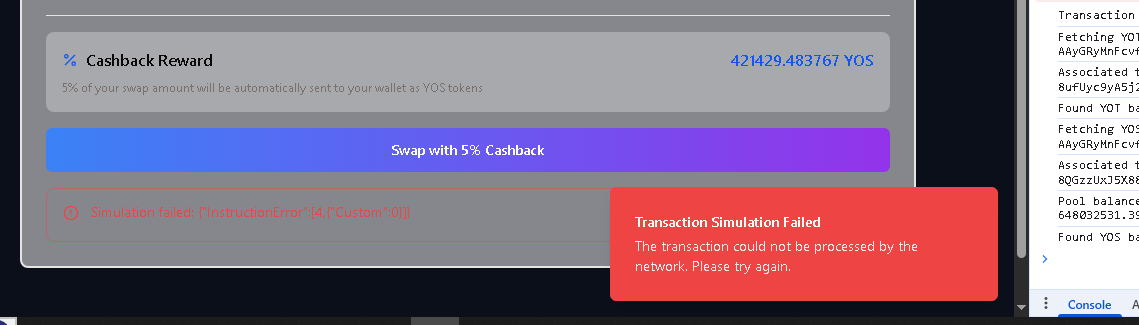 Cashback Reward
421429.483767 YOS
5% of your swap amount will be automatically sent to your wallet as YOS tokens
Swap with 5% Cashback
Simulation failed: {"InstructionError":[4,{"Custom":0}]}
Transaction Simulation Failed
The transaction could not be processed by the
network. Please try again.
Transaction
Fetching YOT
AAyGRyMnFcvf
Associated t
8ufUyc9yA5j2
Found YOT ba
Fetching YOS
AAyGRyMnFcvf
Associated t
8QGzzUxJ5X88
Pool balance
648032531.39
Found YOS ba
Console